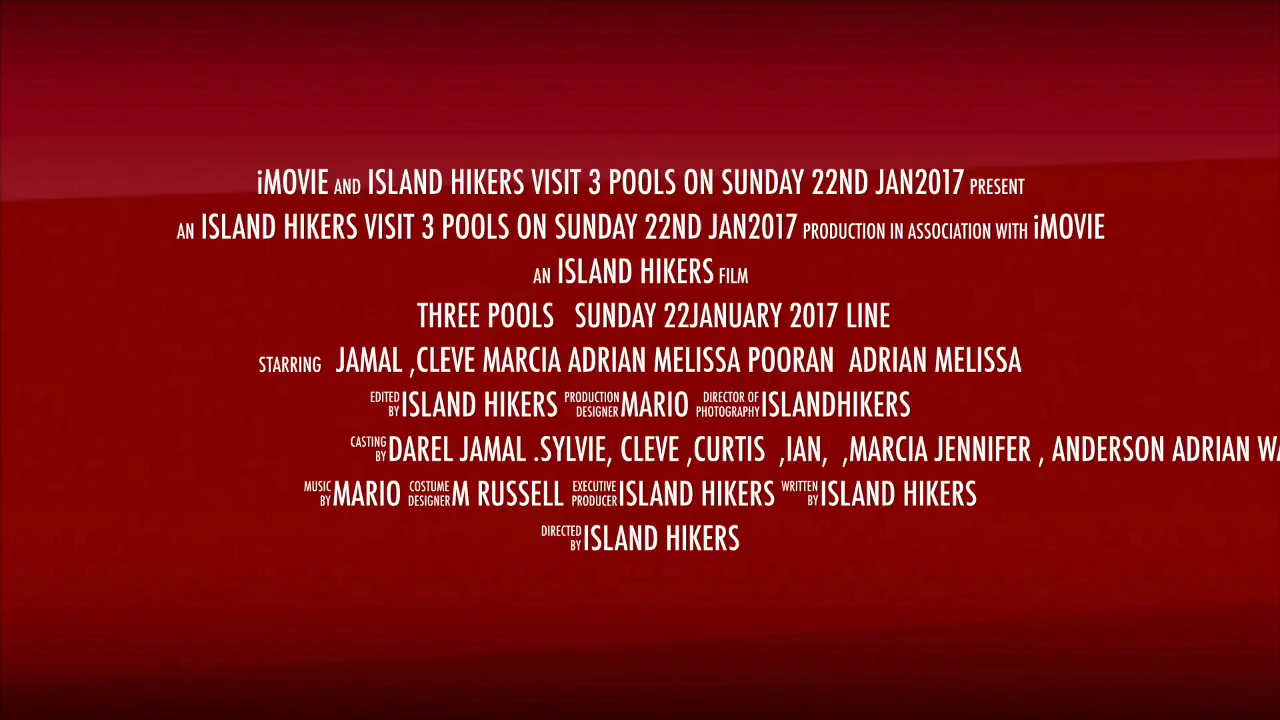 iMOVIE AND ISLAND HIKERS VISIT 3 POOLS ON SUNDAY 22ND JAN2017 PRESENT
AN ISLAND HIKERS VISIT 3 POOLS ON SUNDAY 22ND JAN2017 PRODUCTION IN ASSOCIATION WITH iMOVIE
AN ISLAND HIKERS FILM
THREE POOLS SUNDAY 22JANUARY 2017 LINE
STARRING JAMAL ,CLEVE MARCIA ADRIAN MELISSA POORAN ADRIAN MELISSA
EDITED BY ISLAND HIKERS PRODUCTION DESIGNER MARIO DIRECTOR OF PHOTOGRAPHY ISLANDHIKERS
CASTING BY DAREL JAMAL .SYLVIE, CLEVE ,CURTIS ,IAN, ,MARCIA JENNIFER , ANDERSON ADRIAN
MUSIC BY MARIO COSTUME DESIGNER M RUSSELL EXECUTIVE PRODUCER ISLAND HIKERS WRITTEN BY ISLAND HIKERS
DIRECTED BY ISLAND HIKERS